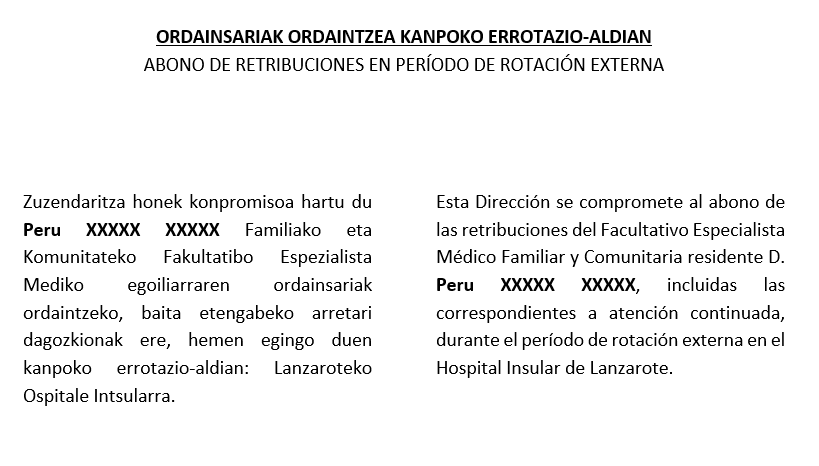 ORDAINSARIAK ORDAINTZEA KANPOKO ERROTAZIO-ALDIAN
ABONO DE RETRIBUCIONES EN PERÍODO DE ROTACIÓN EXTERNA
Zuzendaritza honek konpromisoa hartu du
Peru XXXXX XXXXX Familiako eta
Komunitateko Fakultatibo Espezialista
Mediko egoiliarraren ordainsariak
ordaintzeko, baita etengabeko arretari
dagozkionak ere, hemen egingo duen
kanpoko errotazio-aldian: Lanzaroteko
Ospitale Intsularra.
Esta Dirección se compromete al abono de
las retribuciones del Facultativo Especialista
Médico Familiar y Comunitaria residente D.
Peru XXXXX XXXXX, incluidas las
correspondientes a atención continuada,
durante el período de rotación externa en el
Hospital Insular de Lanzarote.